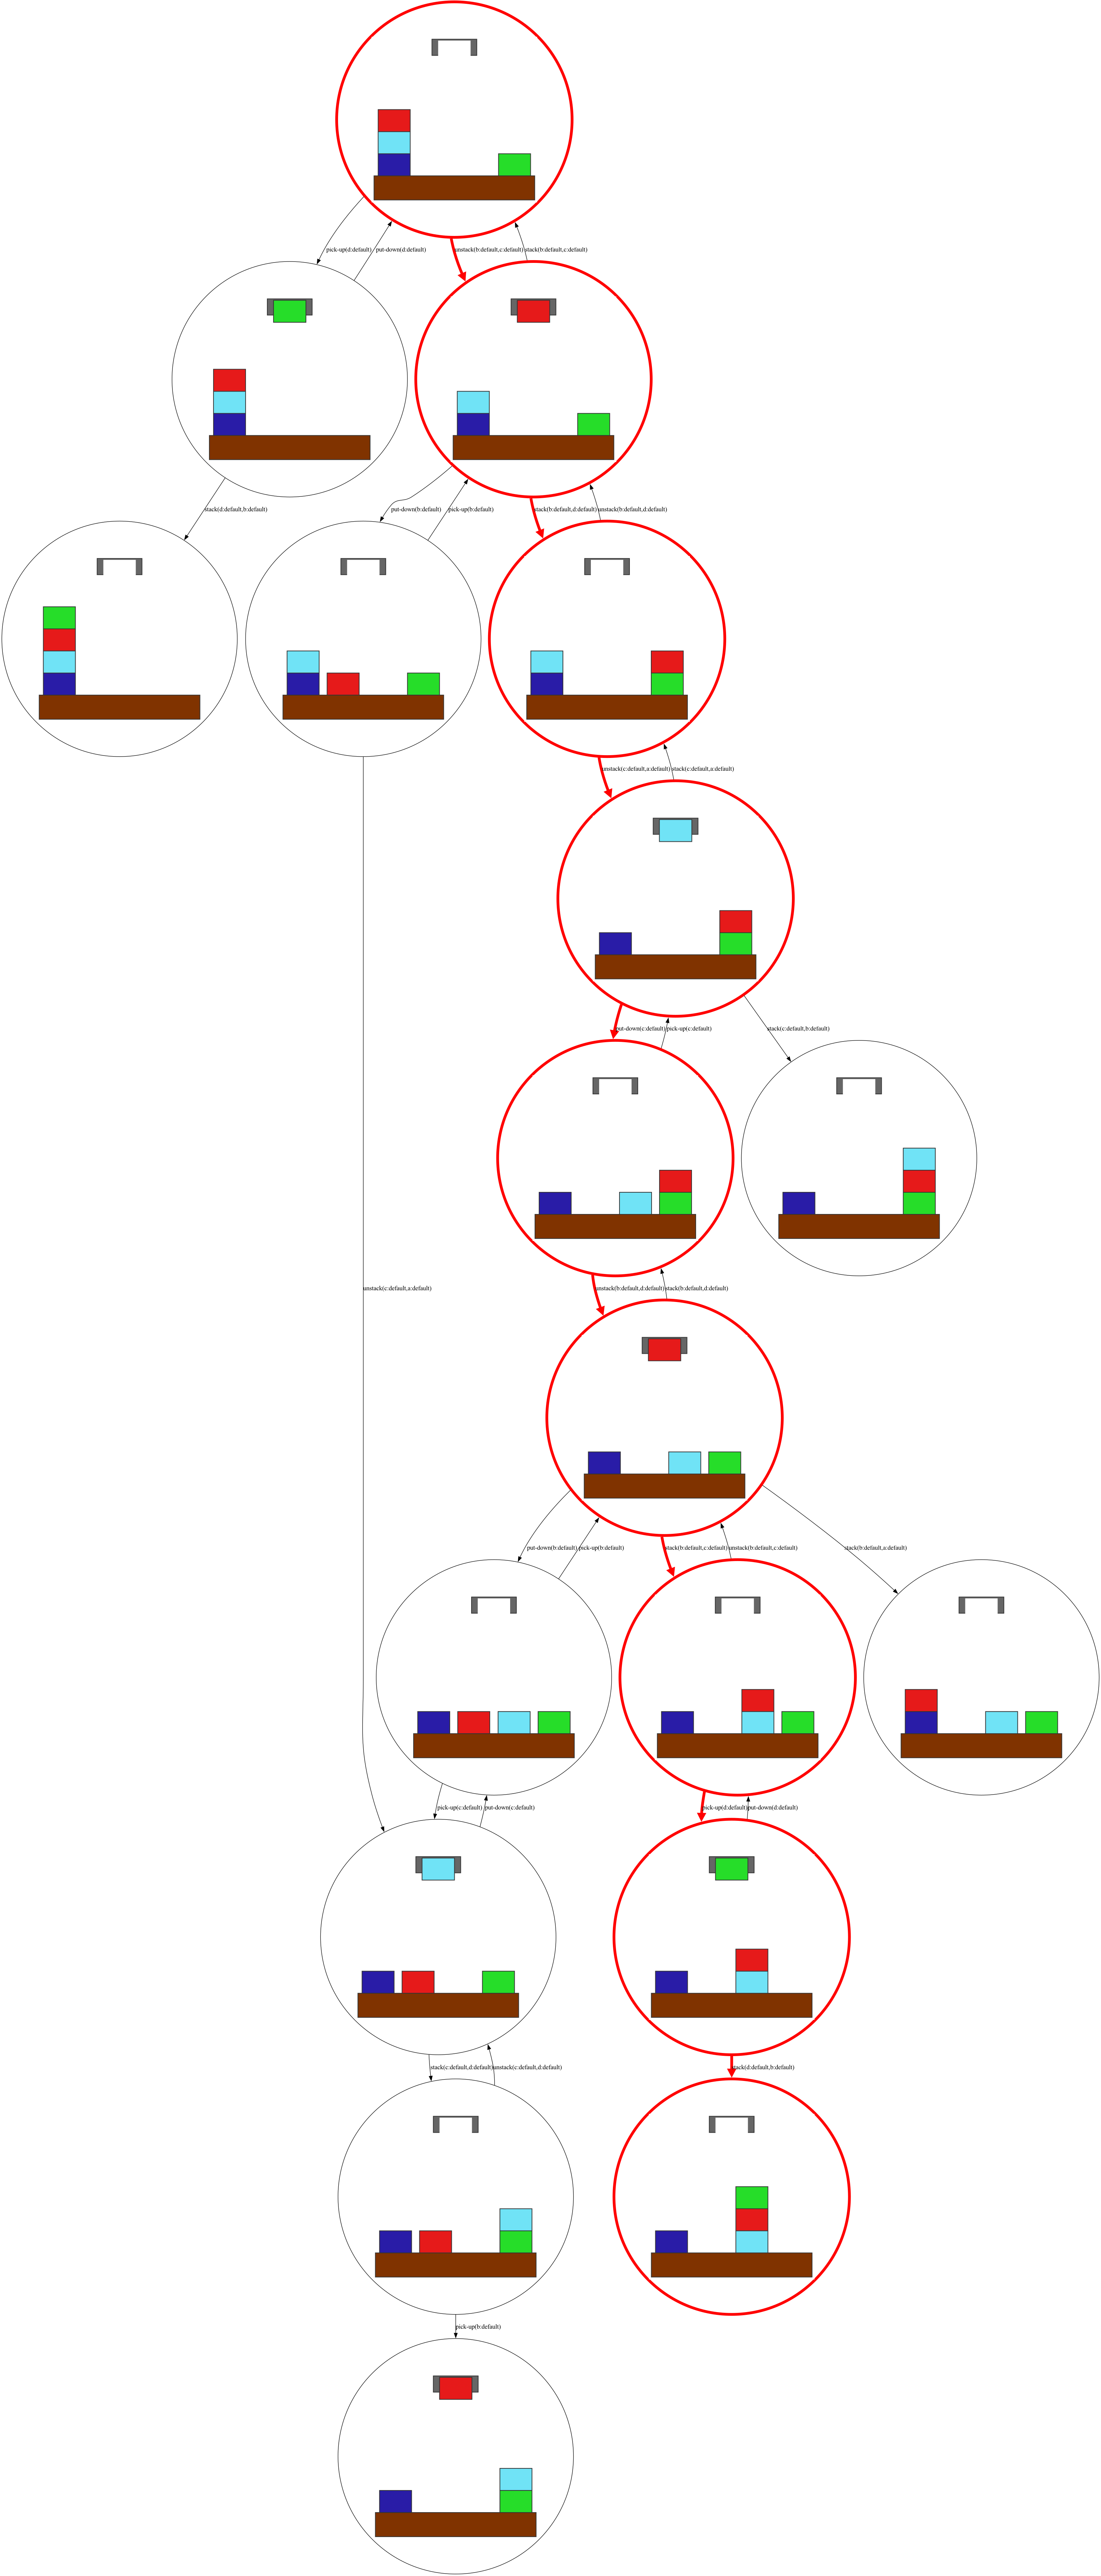 pick-up(d:default)
put-down(d:default)
unstack(b:default,c:default)
stack(b:default,c:default)
stack(d:default,b:default)
put-down(b:default)
pick-up(b:default)
stack(b:default,d:default)
unstack(b:default,d:default)
unstack(c:default,a:default)
stack(c:default,a:default)
put-down(c:default)
pick-up(c:default)
stack(c:default,b:default)
unstack(c:default,a:default)
unstack(b:default,d:default)
stack(b:default,d:default)
put-down(b:default)
pick-up(b:default)
stack(b:default,c:default)
unstack(b:default,c:default)
stack(b:default,a:default)
pick-up(c:default)
put-down(c:default)
pick-up(d:default)
put-down(d:default)
stack(c:default,d:default)
unstack(c:default,d:default)
stack(d:default,b:default)
pick-up(b:default)